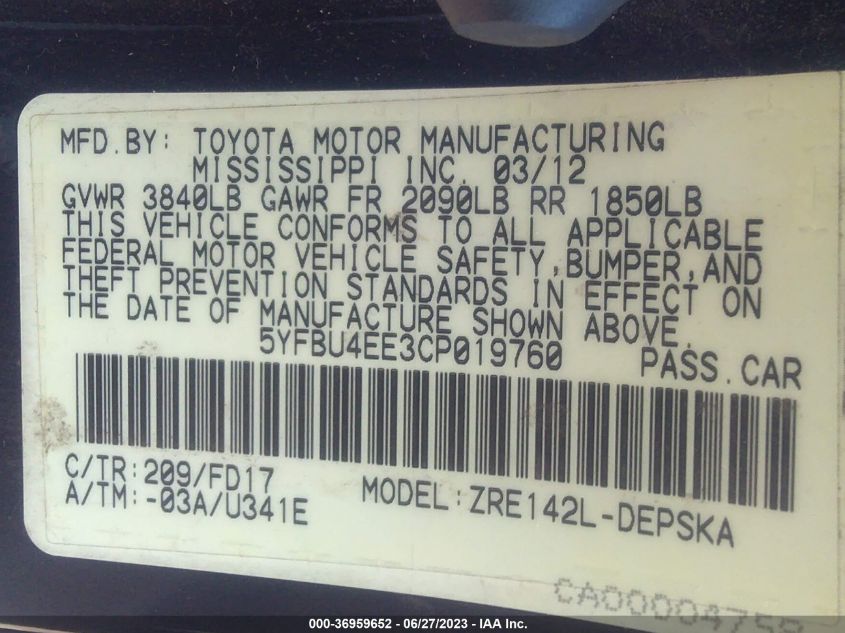 MFD.BY: TOYOTA MOTOR MANUFACTURING
MISSISSIPPI INC. 03/12
GVWR 3840LB GAWR FR 2090LB RR 1850LB
THIS VEHICLE CONFORMS TO ALL APPLICABLE
FEDERAL MOTOR VEHICLE SAFETY,BUMPER,AND
THEFT PREVENTION STANDARDS IN EFFECT ON
THE DATE OF MANUFACTURE SHOWN ABOVE.
5YFBU4EE3CP019760 PASS.CAR
C/TR:209/FD17
A/TM:-03A/U341E MODEL:ZRE142L-DEPSKA
000-36959652 - 06/27/2023 - IAA Inc.